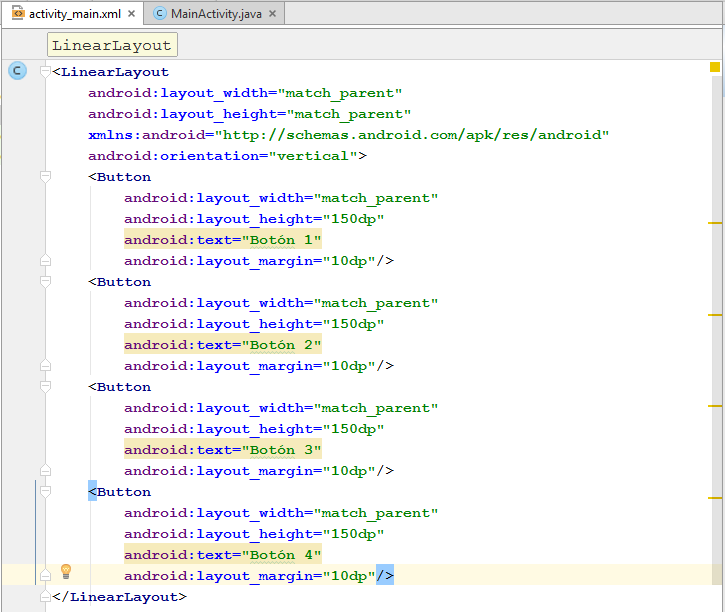 activity_main.xml × C MainActivity.java ×
LinearLayout
C
<LinearLayout
android:layout_width="match_parent"
android:layout_height="match_parent"
xmlns:android="http://schemas.android.com/apk/res/android"
android:orientation="vertical">
<Button
android:layout_width="match_parent"
android:layout_height="150dp"
android:text="Botón 1"
android:layout_margin="10dp"/>
<Button
android:layout_width="match_parent"
android:layout_height="150dp"
android:text="Botón 2"
android:layout_margin="10dp"/>
<Button
android:layout_width="match_parent"
android:layout_height="150dp"
android:text="Botón 3"
android:layout_margin="10dp"/>
<Button
android:layout_width="match_parent"
android:layout_height="150dp"
android:text="Botón 4"
android:layout_margin="10dp"/>
</LinearLayout>